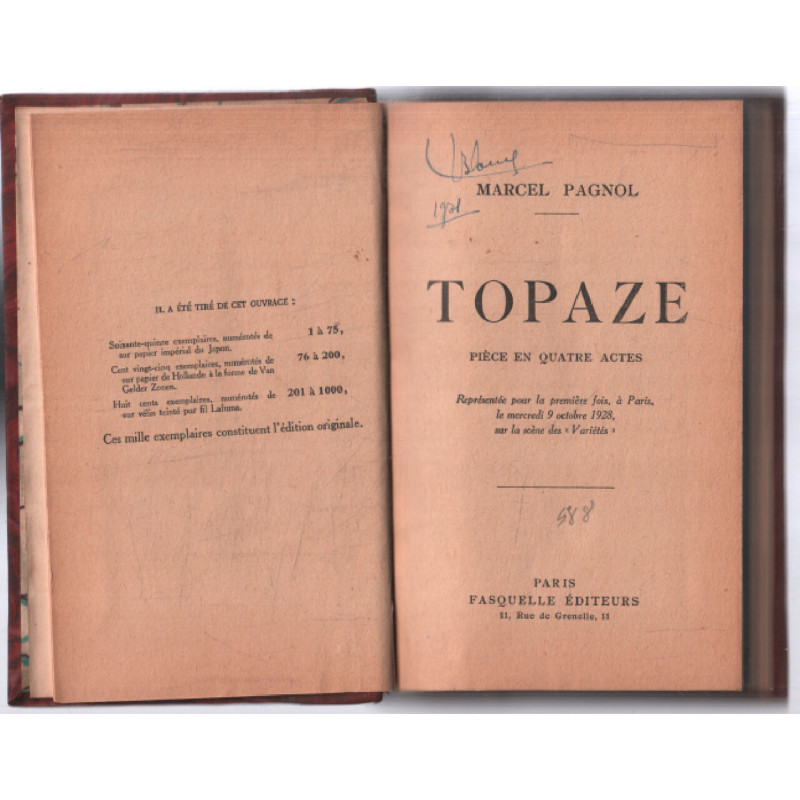 IL A ÉTÉ TIRÉ DE CET OUVRAGE :
Soixante-quinze exemplaires, numérotés de 1 à 75,
sur papier impérial du Japon.
Cent vingt-cinq exemplaires, numérotés de 76 à 200,
sur papier de Hollande à la forme de Van
Gelder Zonen.
Huit cents exemplaires, numérotés de 201 à 1000,
sur vélin teinté pur fil Lafuma.
Ces mille exemplaires constituent l'édition originale.
MARCEL PAGNOL
TOPAZE
PIÈCE EN QUATRE ACTES
Représentée pour la première fois, à Paris,
le mercredi 9 octobre 1928,
sur la scène des « Variétés »
588
PARIS
FASQUELLE ÉDITEURS
11, Rue de Grenelle, 11